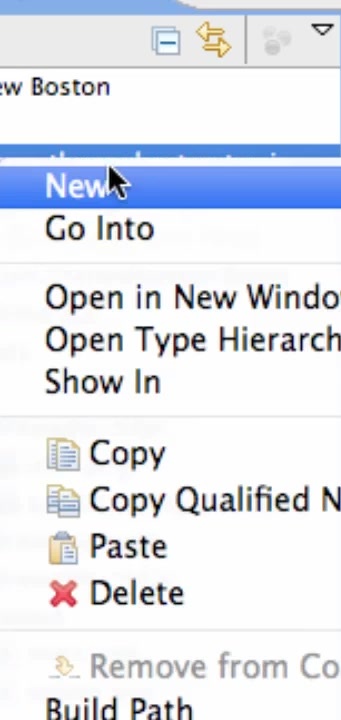 ew Boston
New
Go Into
Open in New Windo
Open Type Hierarch
Show In
Copy
Copy Qualified N
Paste
Delete
Remove from Co
Build Path